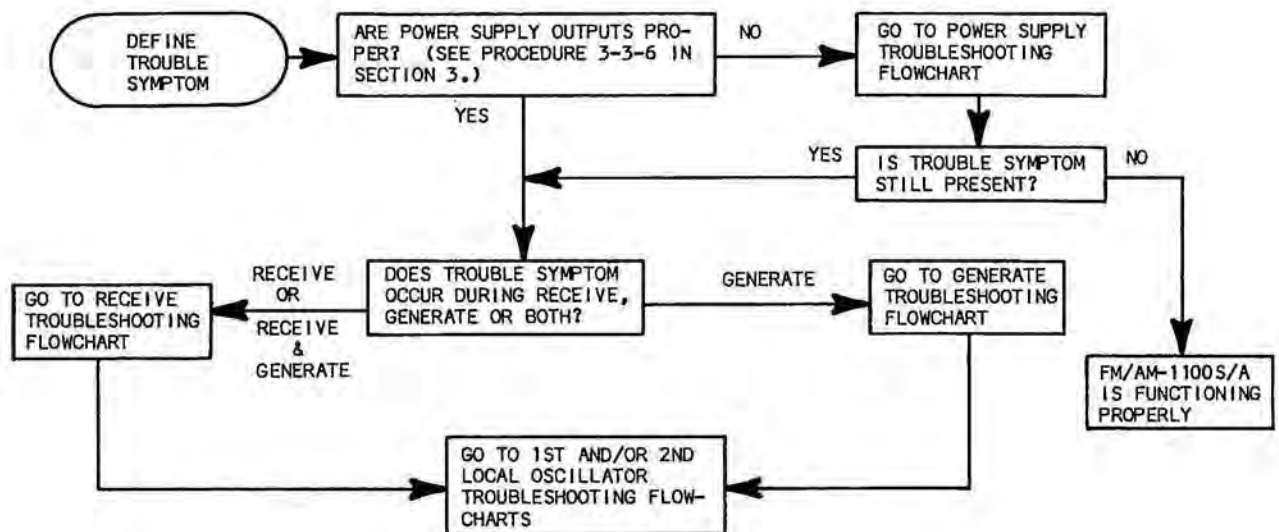 DEFINE
TROUBLE
SYMPTOM
ARE POWER SUPPLY OUTPUTS PRO-
PER? (SEE PROCEDURE 3-3-6 IN
SECTION 3.)
NO
GO TO POWER SUPPLY
TROUBLESHOOTING
FLOWCHART
YES
YES
IS TROUBLE SYMPTOM
STILL PRESENT?
NO
GO TO RECEIVE
TROUBLESHOOTING
FLOWCHART
RECEIVE
OR
RECEIVE
&
GENERATE
DOES TROUBLE SYMPTOM
OCCUR DURING RECEIVE,
GENERATE OR BOTH?
GENERATE
GO TO GENERATE
TROUBLESHOOTING
FLOWCHART
FM/AM-1100S/A
IS FUNCTIONING
PROPERLY
GO TO 1ST AND/OR 2ND
LOCAL OSCILLATOR
TROUBLESHOOTING FLOW-
CHARTS